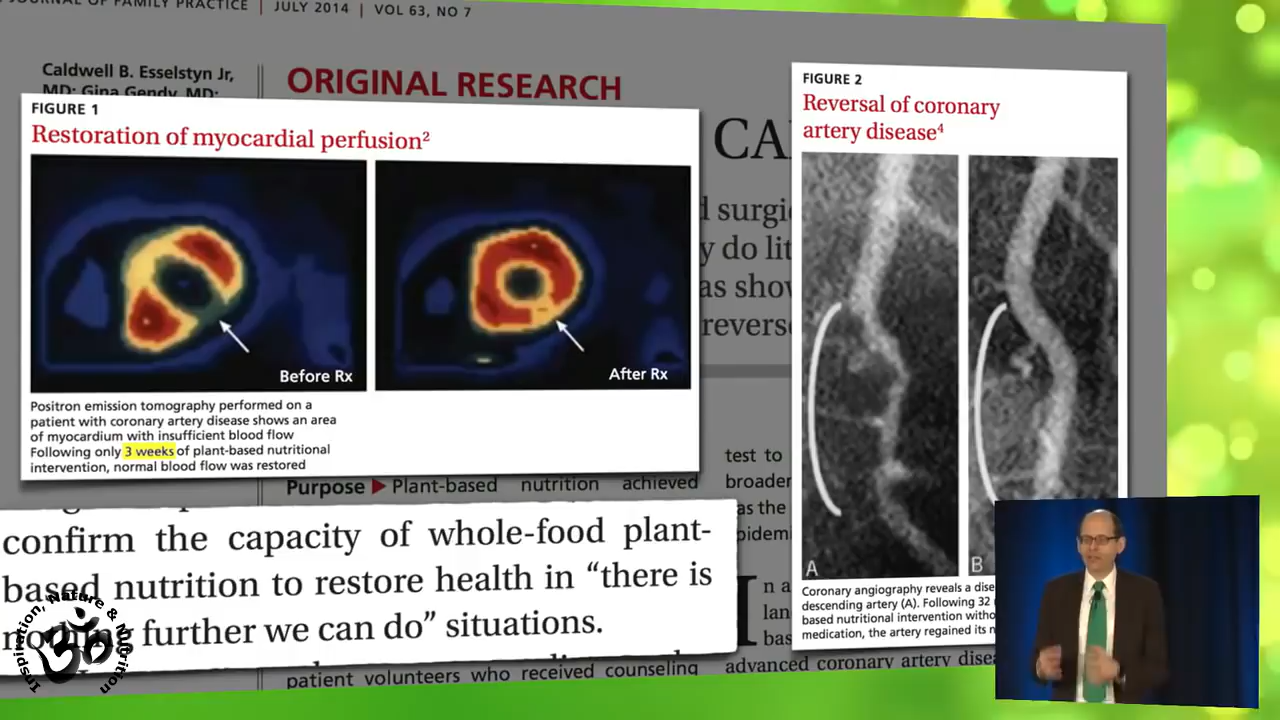 JOURNAL OF FAMILY PRACTICE | JULY 2014 | VOL 63, NO 7
Caldwell B. Esselstyn Jr,
MD; Gina Gendy, MD;
ORIGINAL RESEARCH
FIGURE 1
Restoration of myocardial perfusion²
Before Rx
After Rx
Positron emission tomography performed on a
patient with coronary artery disease shows an area
of myocardium with insufficient blood flow
Following only 3 weeks of plant-based nutritional
intervention, normal blood flow was restored
Purpose ▶ Plant-based nutrition achieved
confirm the capacity of whole-food plant-
based nutrition to restore health in “there is
nothing further we can do” situations.
patient volunteers who received counseling
CA
d surgi
y do lit
as show
reverse
test to
broader
as the
pidemi
In a
lan
bas
advanced coronary artery disea
FIGURE 2
Reversal of coronary
artery disease⁴
A
B
Coronary angiography reveals a dise
descending artery (A). Following 32
based nutritional intervention witho
medication, the artery regained its n
Inspiration, Nature & Nutrition